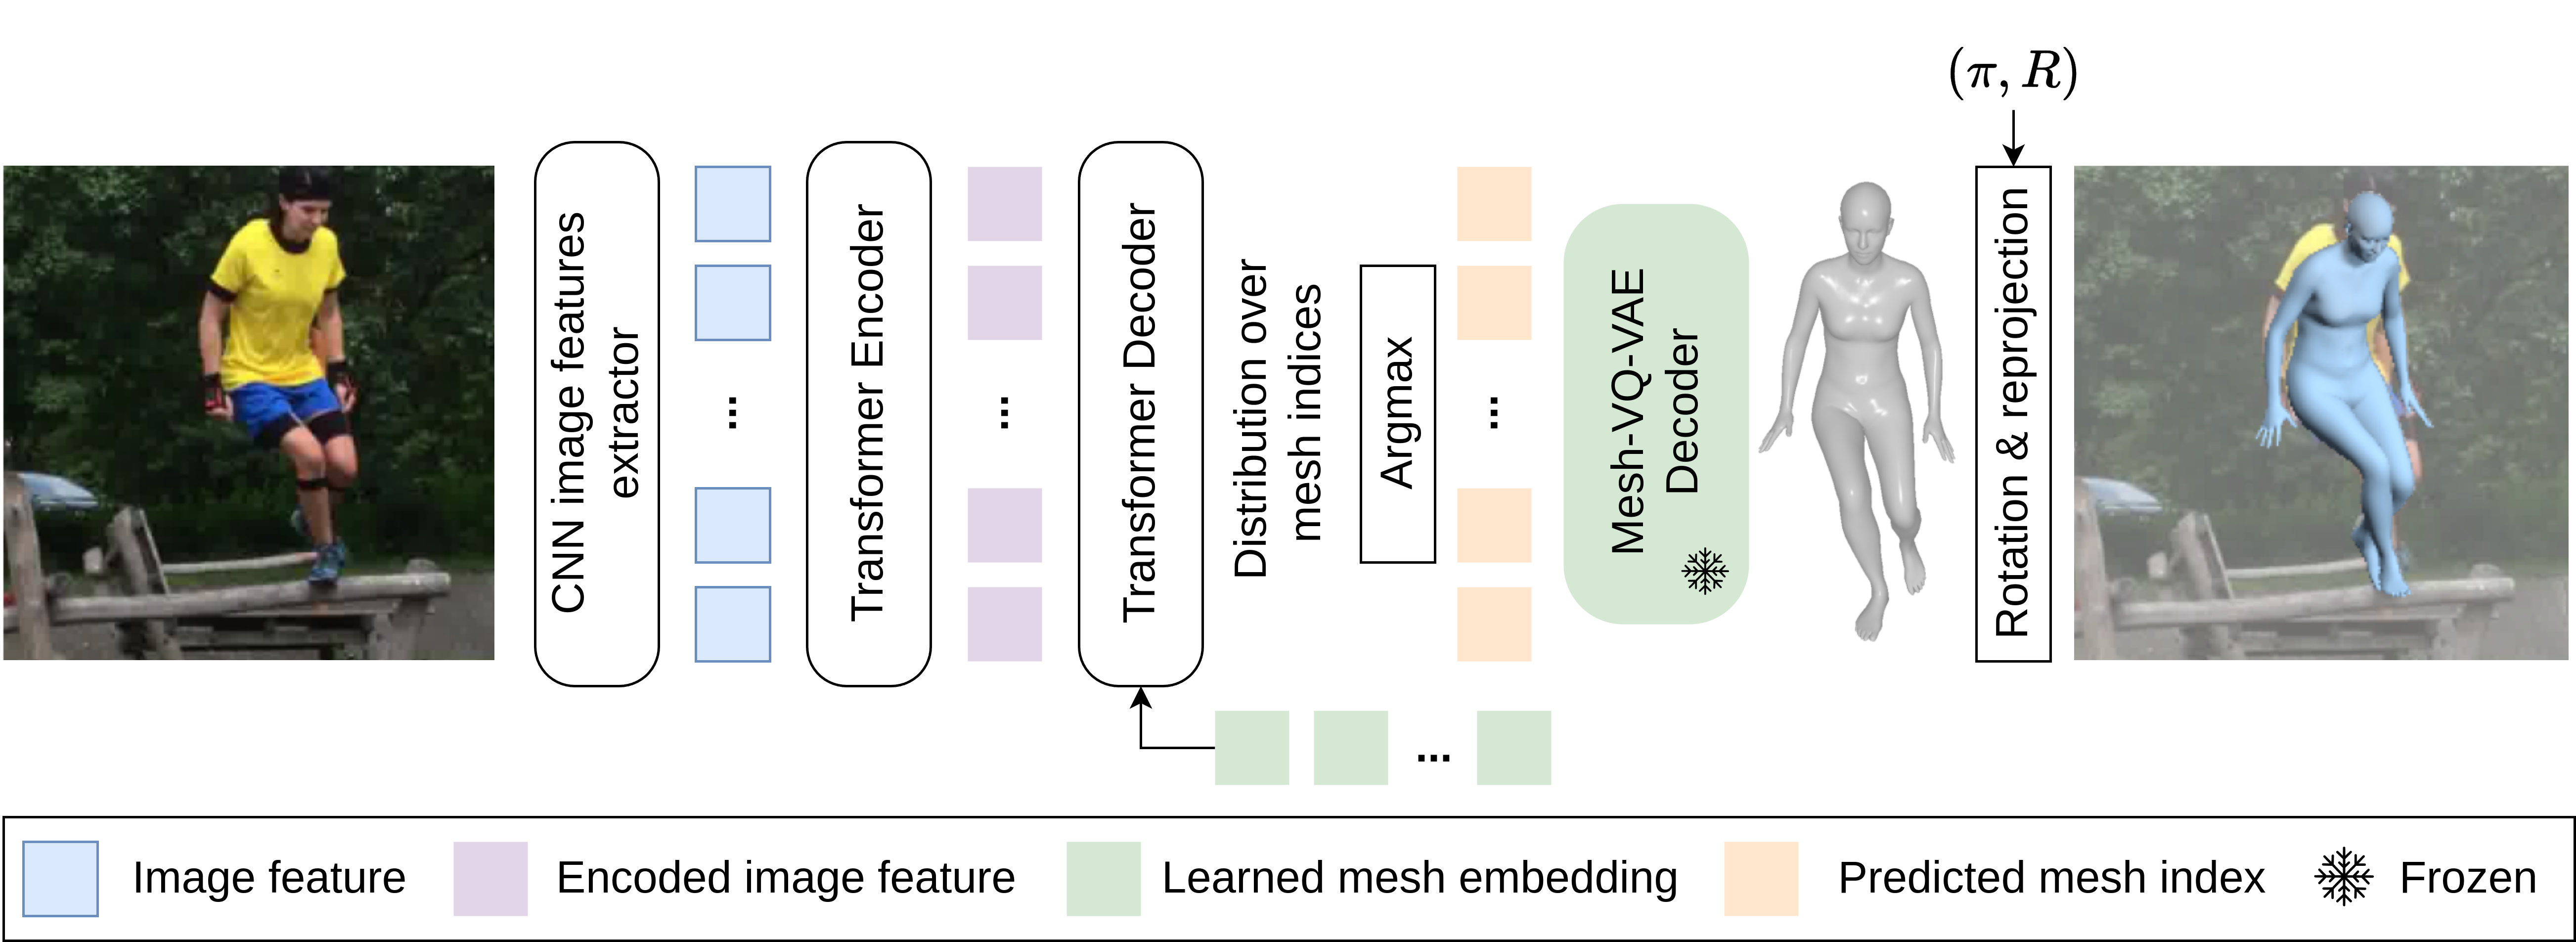 (π, R)
CNN image features
extractor
...
Transformer Encoder
...
Transformer Decoder
Distribution over
mesh indices
Argmax
...
Mesh-VQ-VAE
Decoder
Rotation & reprojection
...
Image feature
Encoded image feature
Learned mesh embedding
Predicted mesh index
Frozen